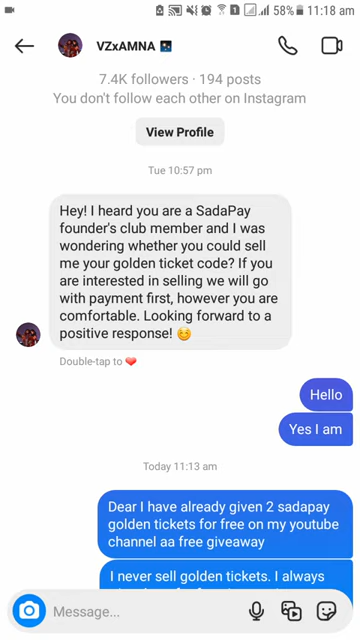 58% 11:18 am
VZxAMNA
7.4K followers · 194 posts
You don't follow each other on Instagram
View Profile
Tue 10:57 pm
Hey! I heard you are a SadaPay
founder's club member and I was
wondering whether you could sell
me your golden ticket code? If you
are interested in selling we will go
with payment first, however you are
comfortable. Looking forward to a
positive response! 😊
Double-tap to ❤️
Hello
Yes I am
Today 11:13 am
Dear I have already given 2 sadapay
golden tickets for free on my youtube
channel aa free giveaway
I never sell golden tickets. I always
Message...